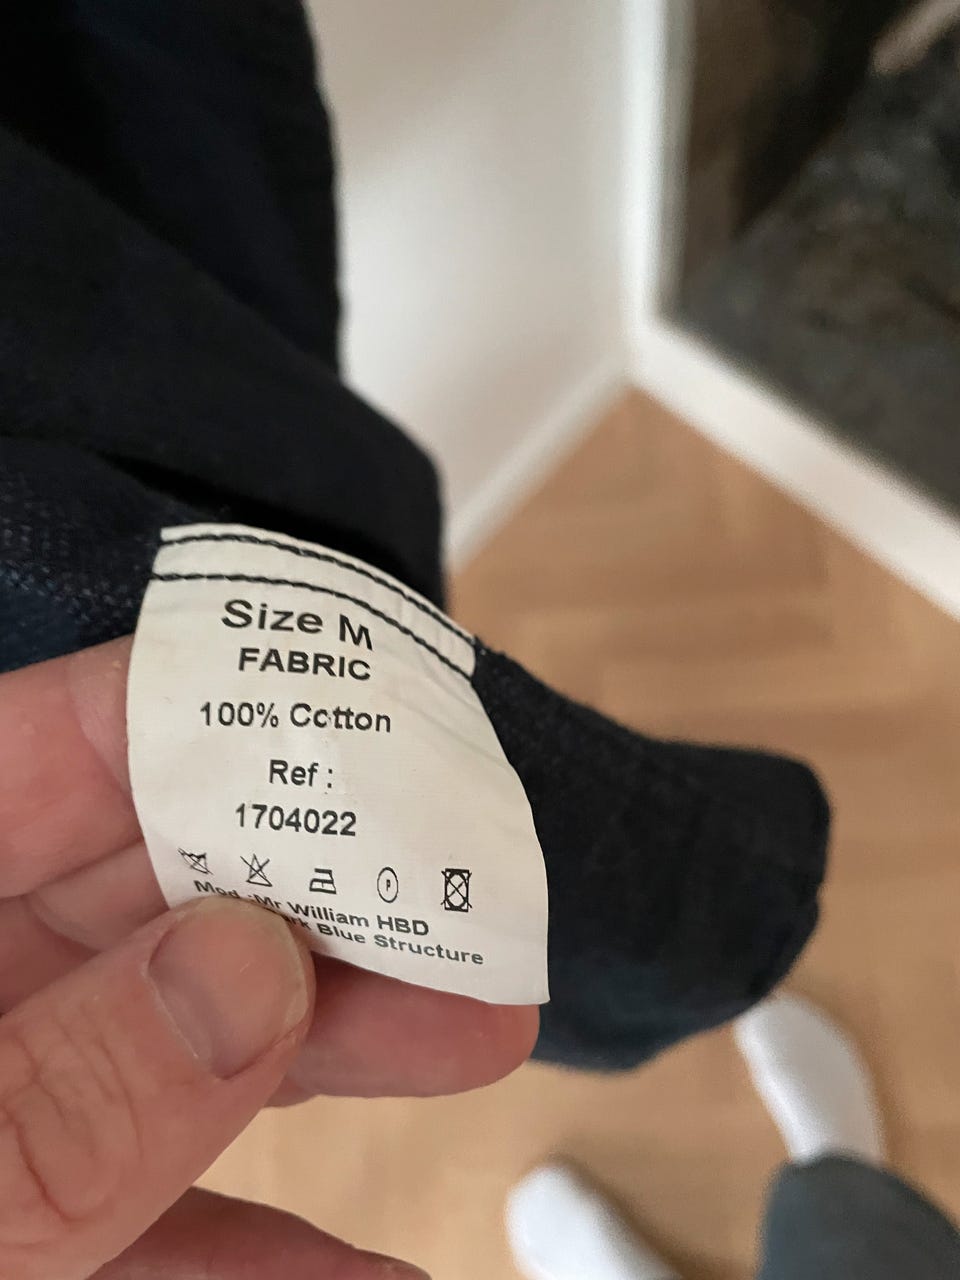 Size M
FABRIC
100% Cotton
Ref :
1704022
P
Mod :Mr William HBD
Blue Structure